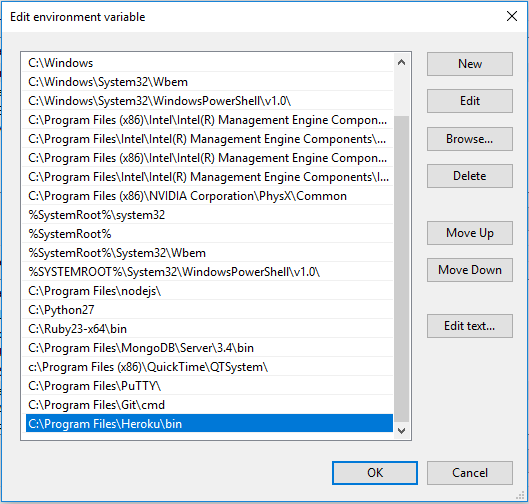 Edit environment variable
C:\Windows
C:\Windows\System32\Wbem
C:\Windows\System32\WindowsPowerShell\v1.0\
C:\Program Files (x86)\Intel\Intel(R) Management Engine Compon...
C:\Program Files\Intel\Intel(R) Management Engine Components\...
C:\Program Files (x86)\Intel\Intel(R) Management Engine Compon...
C:\Program Files\Intel\Intel(R) Management Engine Components\I...
C:\Program Files (x86)\NVIDIA Corporation\PhysX\Common
%SystemRoot%\system32
%SystemRoot%
%SystemRoot%\System32\Wbem
%SYSTEMROOT%\System32\WindowsPowerShell\v1.0\
C:\Program Files\nodejs\
C:\Python27
C:\Ruby23-x64\bin
C:\Program Files\MongoDB\Server\3.4\bin
c:\Program Files (x86)\QuickTime\QTSystem\
C:\Program Files\PuTTY\
C:\Program Files\Git\cmd
C:\Program Files\Heroku\bin
New
Edit
Browse...
Delete
Move Up
Move Down
Edit text...
OK
Cancel